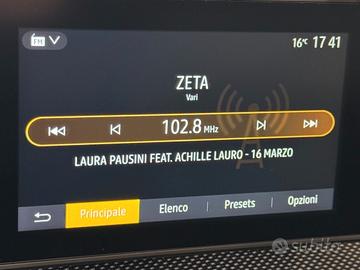 FM 16°C 17 41
ZETA
Vari
102.8 MHz
LAURA PAUSINI FEAT. ACHILLE LAURO - 16 MARZO
Principale Elenco Presets Opzioni
subito